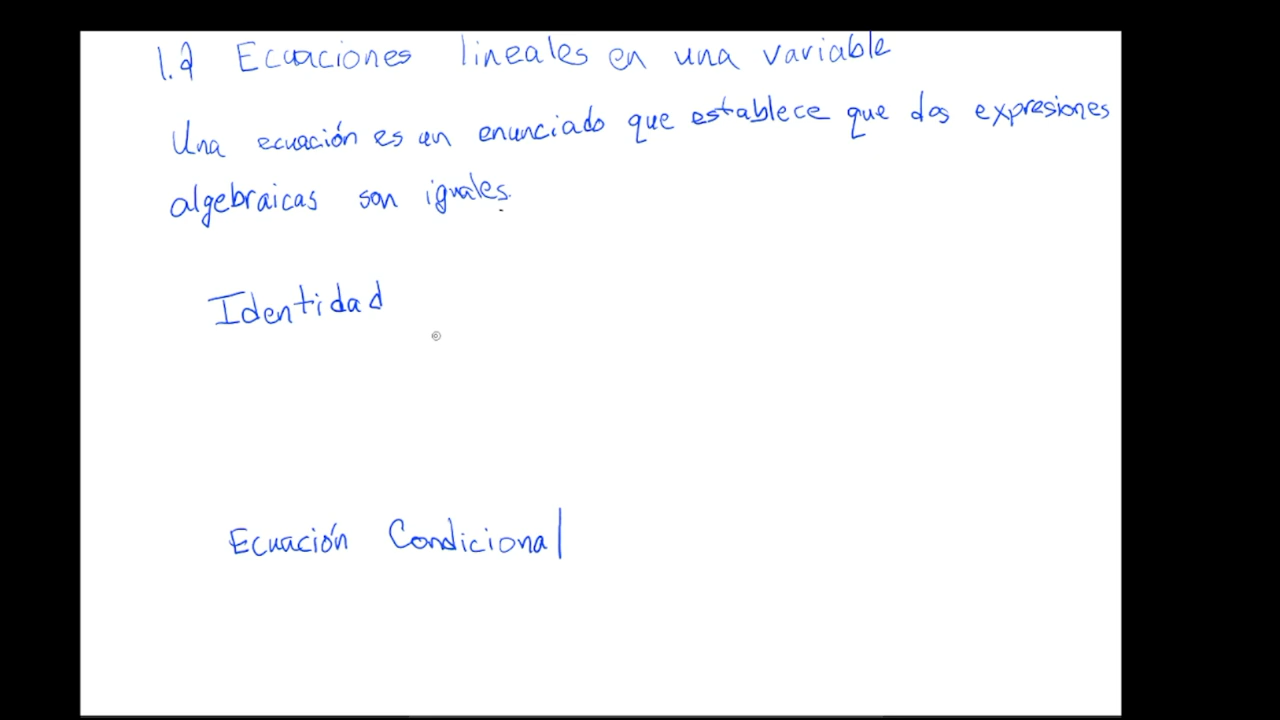 1.2 Ecuaciones lineales en una variable
Una ecuación es un enunciado que establece que dos expresiones
algebraicas son iguales.
Identidad
Ecuación Condicional